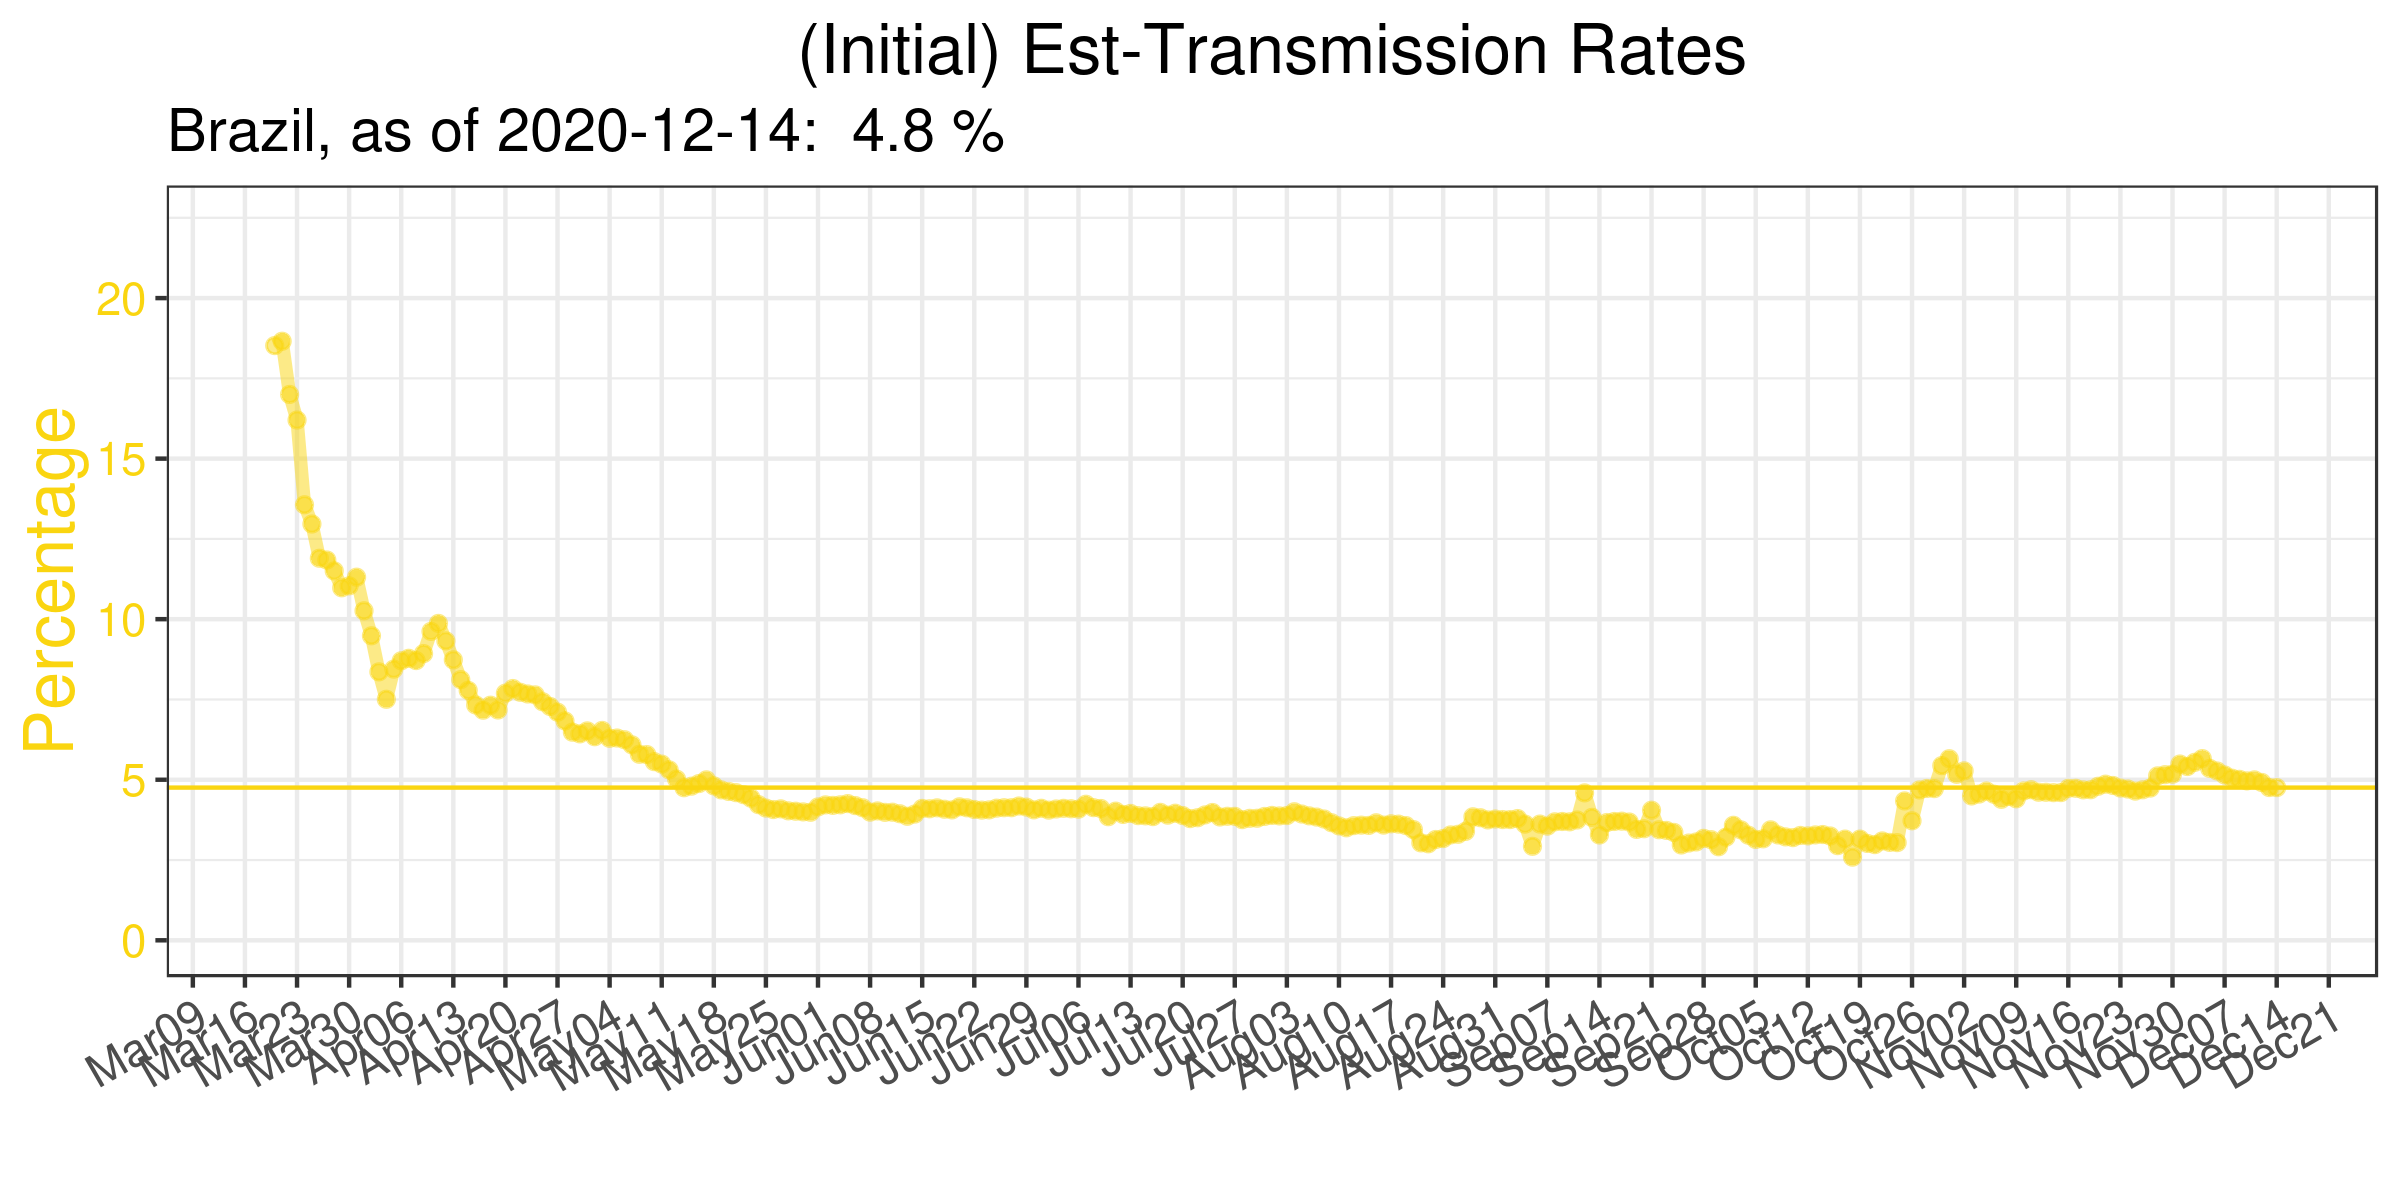 (Initial) Est-Transmission Rates
Brazil, as of 2020-12-14:  4.8 %
Percentage
20
15
10
5
0
Mar09
Mar16
Mar23
Mar30
Apr06
Apr13
Apr20
Apr27
May04
May11
May18
May25
Jun01
Jun08
Jun15
Jun22
Jun29
Jul06
Jul13
Jul20
Jul27
Aug03
Aug10
Aug17
Aug24
Aug31
Sep07
Sep14
Sep21
Sep28
Oct05
Oct12
Oct19
Oct26
Nov02
Nov09
Nov16
Nov23
Nov30
Dec07
Dec14
Dec21